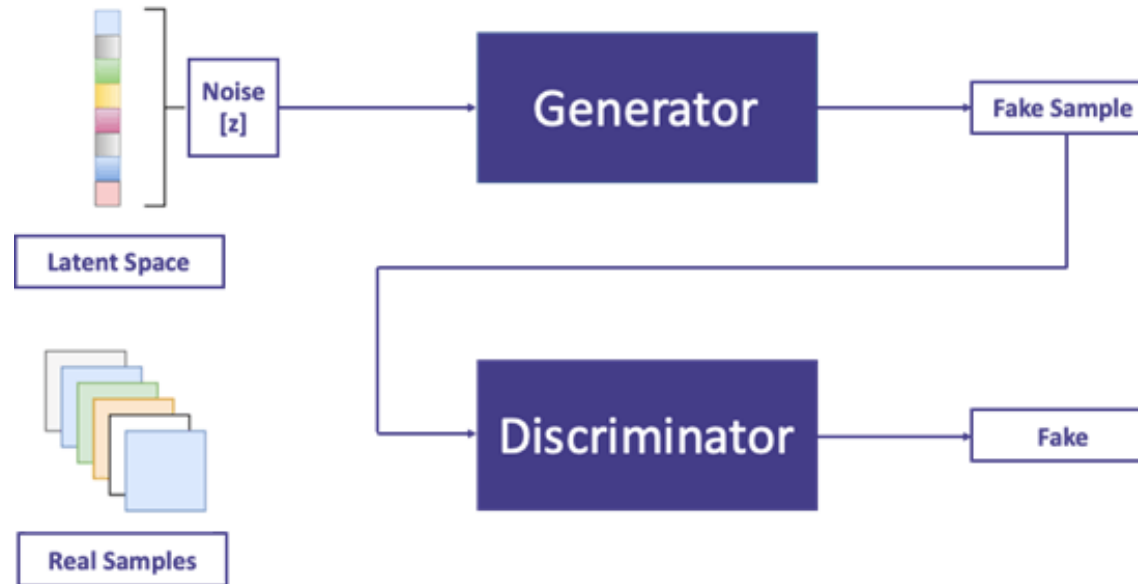 Noise
[z]
Generator
Fake Sample
Latent Space
Discriminator
Fake
Real Samples